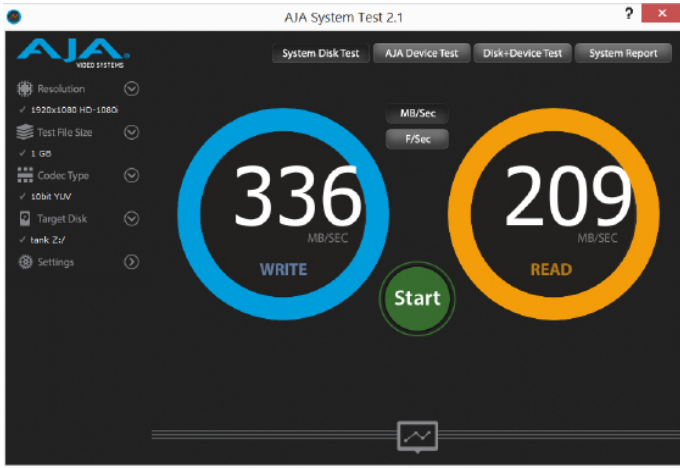 AJA System Test 2.1
?
AJA
VIDEO SYSTEMS
System Disk Test
AJA Device Test
Disk+Device Test
System Report
Resolution
1920x1080 HD-1080i
Test File Size
1 GB
Codec Type
10bit YUV
Target Disk
tank Z:/
Settings
MB/Sec
F/Sec
336
MB/SEC
WRITE
209
MB/SEC
READ
Start